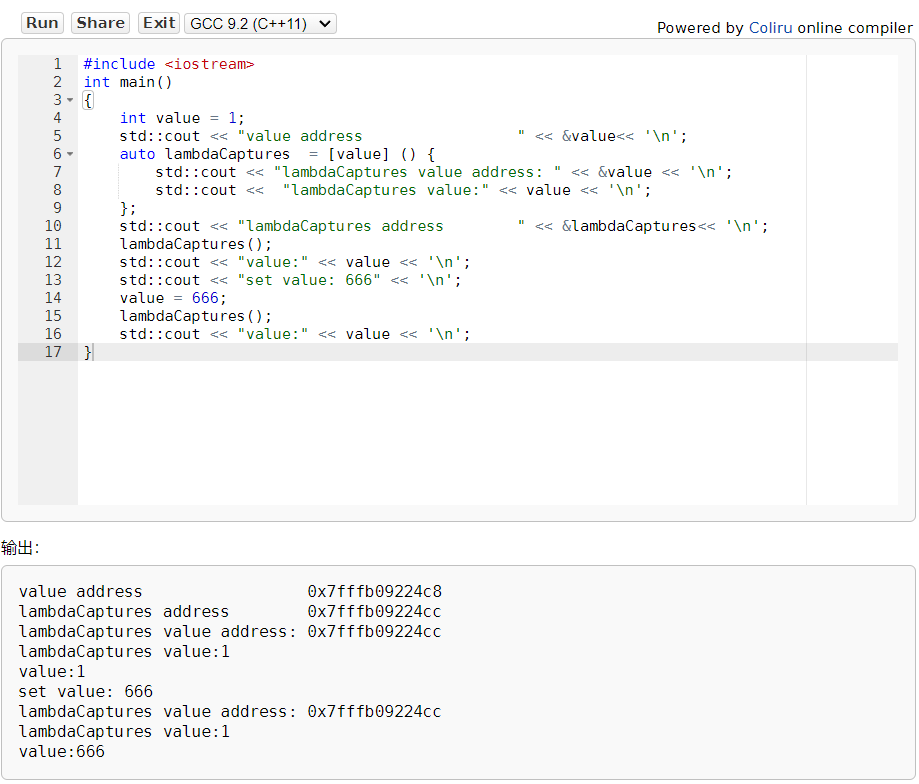 Run Share Exit GCC 9.2 (C++11) Powered by Coliru online compiler
1 #include <iostream>
2 int main()
3 {
4     int value = 1;
5     std::cout << "value address                 " << &value<< '\n';
6     auto lambdaCaptures  = [value] () {
7         std::cout << "lambdaCaptures value address: " << &value << '\n';
8         std::cout <<  "lambdaCaptures value:" << value << '\n';
9     };
10     std::cout << "lambdaCaptures address        " << &lambdaCaptures<< '\n';
11     lambdaCaptures();
12     std::cout << "value:" << value << '\n';
13     std::cout << "set value: 666" << '\n';
14     value = 666;
15     lambdaCaptures();
16     std::cout << "value:" << value << '\n';
17 }
输出:
value address                 0x7fffb09224c8
lambdaCaptures address        0x7fffb09224cc
lambdaCaptures value address: 0x7fffb09224cc
lambdaCaptures value:1
value:1
set value: 666
lambdaCaptures value address: 0x7fffb09224cc
lambdaCaptures value:1
value:666